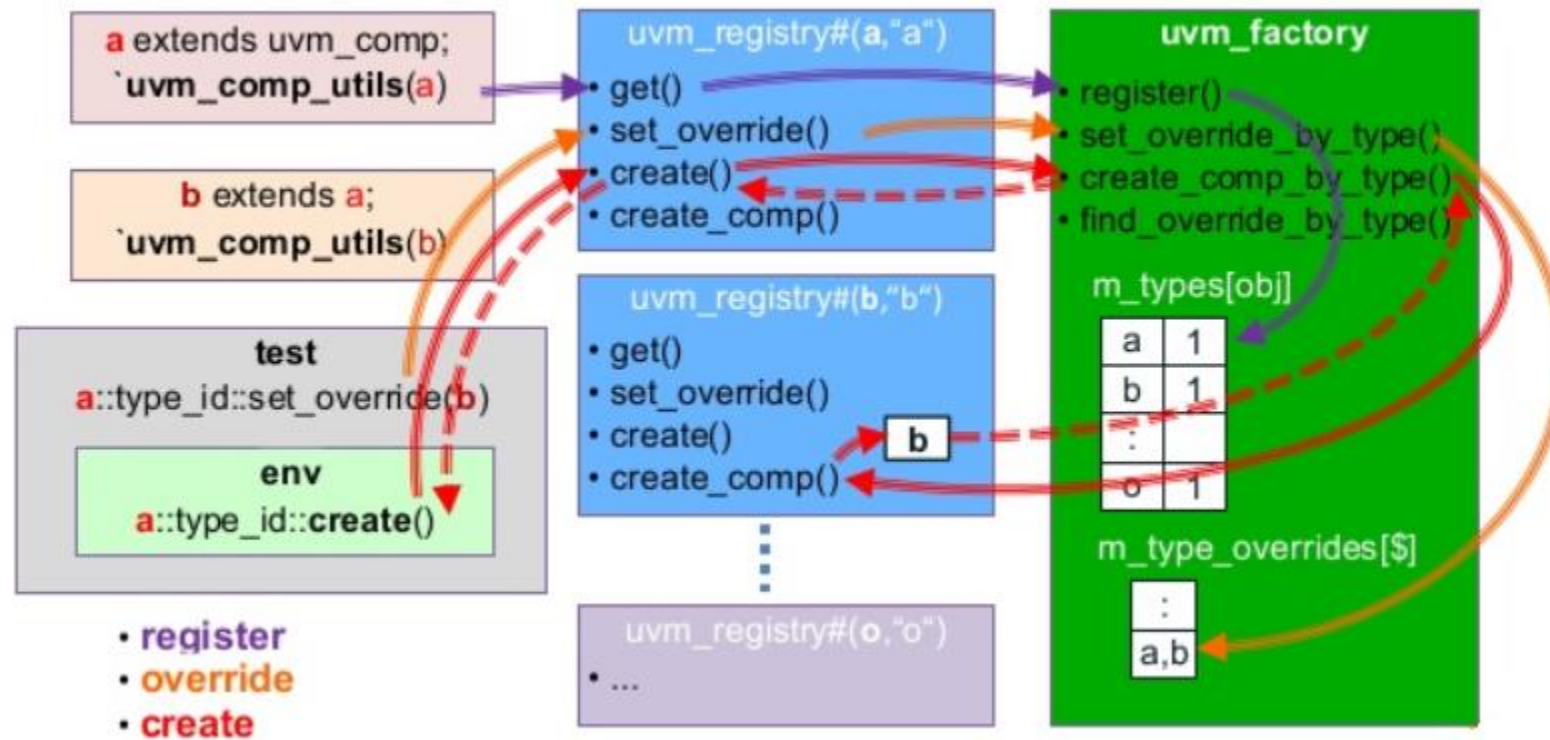 a extends uvm_comp;
`uvm_comp_utils(a)
b extends a;
`uvm_comp_utils(b)
test
a::type_id::set_override(b)
env
a::type_id::create()
• register
• override
• create
uvm_registry#(a,"a")
• get()
• set_override()
• create()
• create_comp()
uvm_registry#(b,"b")
• get()
• set_override()
• create()
• create_comp()
b
uvm_registry#(o,"o")
• ...
uvm_factory
• register()
• set_override_by_type()
• create_comp_by_type()
• find_override_by_type()
m_types[obj]
a 1
b 1
:
o 1
m_type_overrides[$]
:
a,b